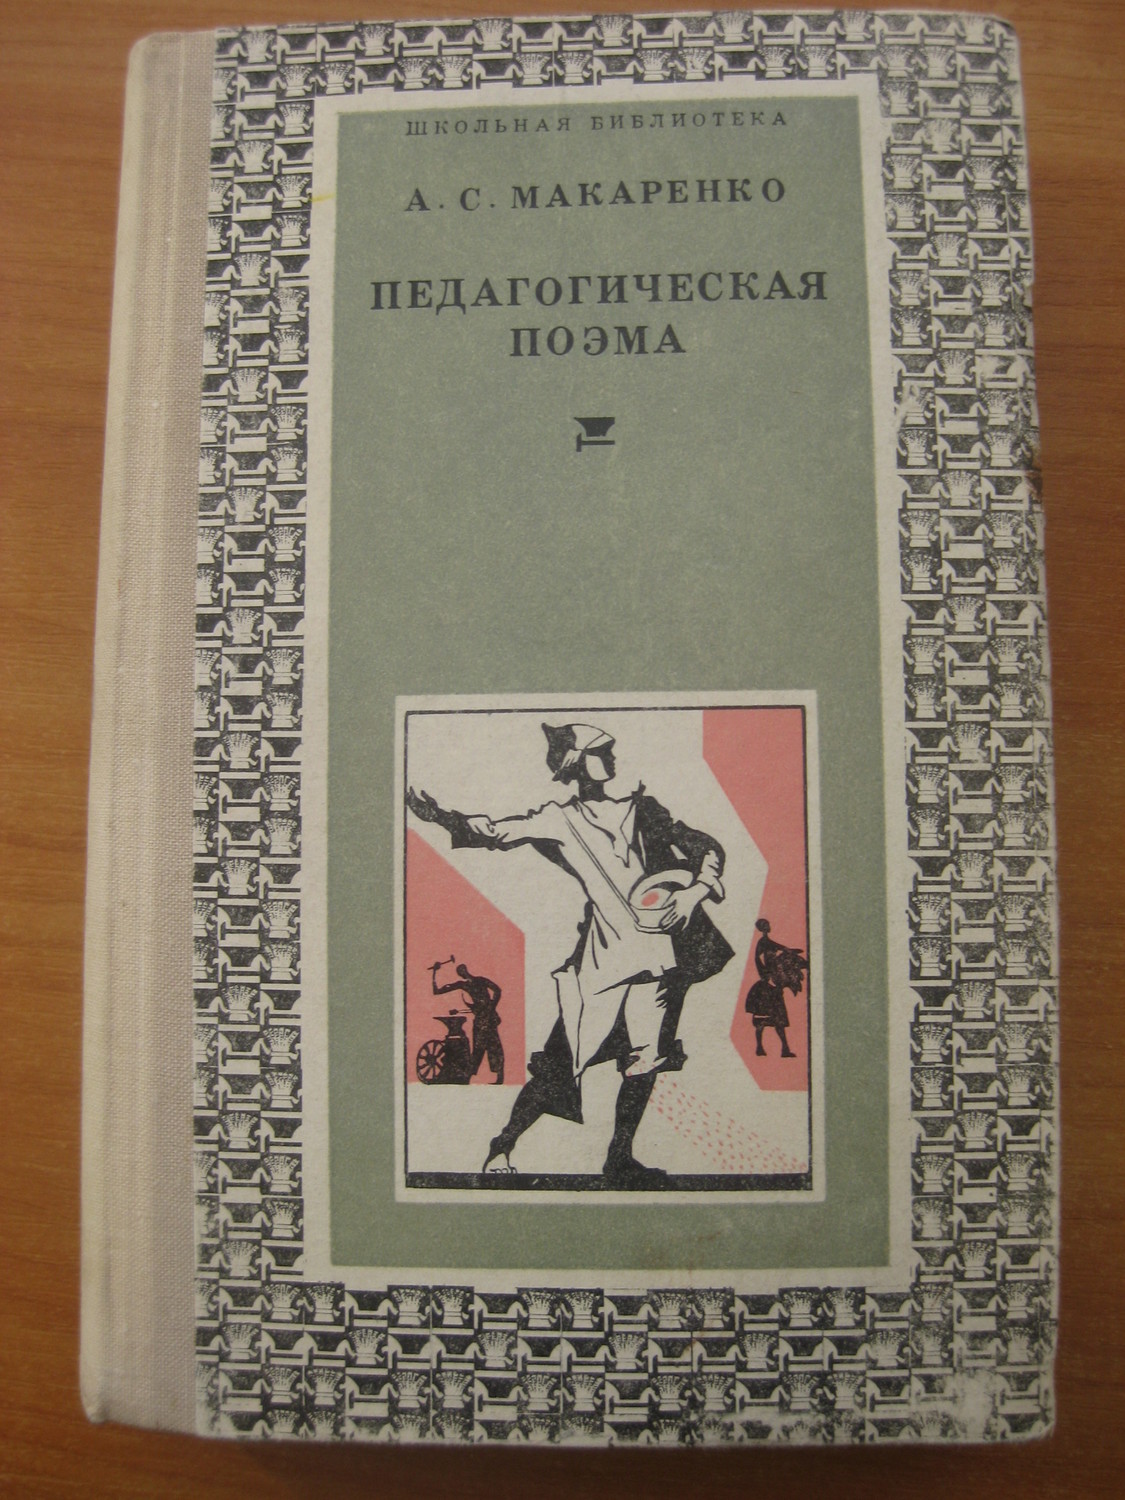 ШКОЛЬНАЯ БИБЛИОТЕКА
А. С. МАКАРЕНКО
ПЕДАГОГИЧЕСКАЯ
ПОЭМА